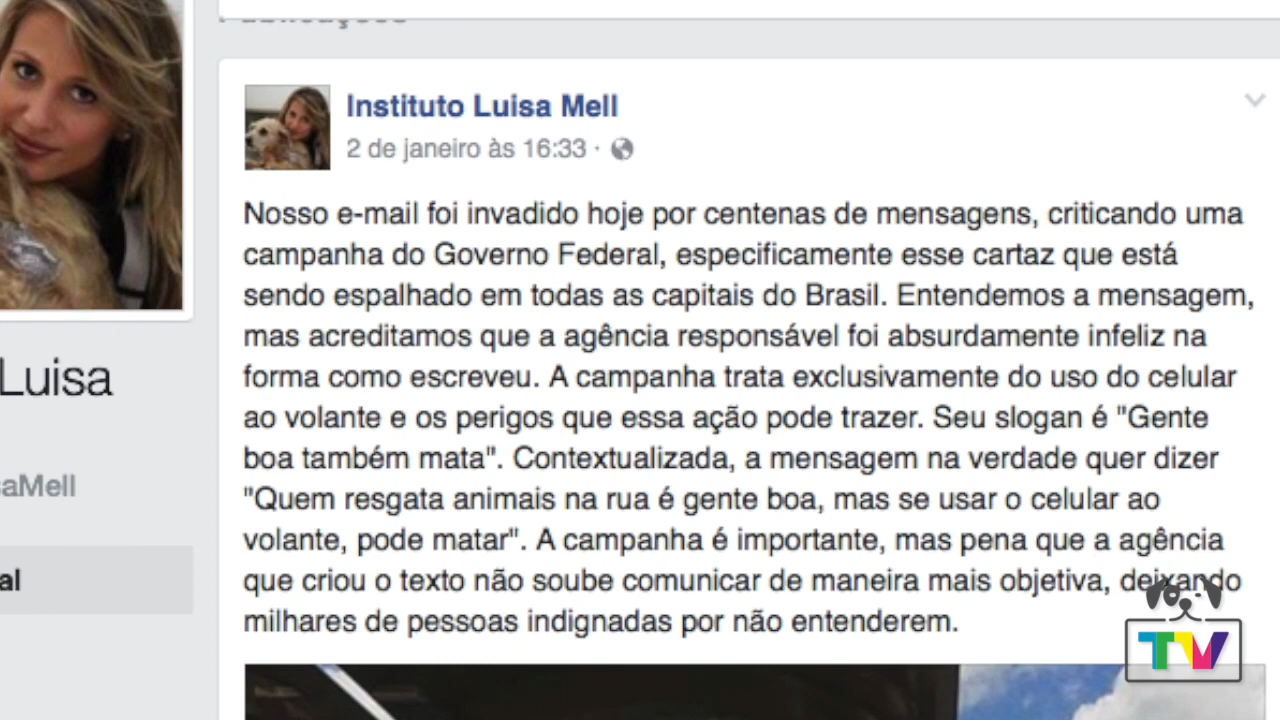 Publicações
Instituto Luisa Mell
2 de janeiro às 16:33 ·
Nosso e-mail foi invadido hoje por centenas de mensagens, criticando uma
campanha do Governo Federal, especificamente esse cartaz que está
sendo espalhado em todas as capitais do Brasil. Entendemos a mensagem,
mas acreditamos que a agência responsável foi absurdamente infeliz na
forma como escreveu. A campanha trata exclusivamente do uso do celular
ao volante e os perigos que essa ação pode trazer. Seu slogan é "Gente
boa também mata". Contextualizada, a mensagem na verdade quer dizer
"Quem resgata animais na rua é gente boa, mas se usar o celular ao
volante, pode matar". A campanha é importante, mas pena que a agência
que criou o texto não soube comunicar de maneira mais objetiva, deixando
milhares de pessoas indignadas por não entenderem.
Luisa
aMell
al
TV